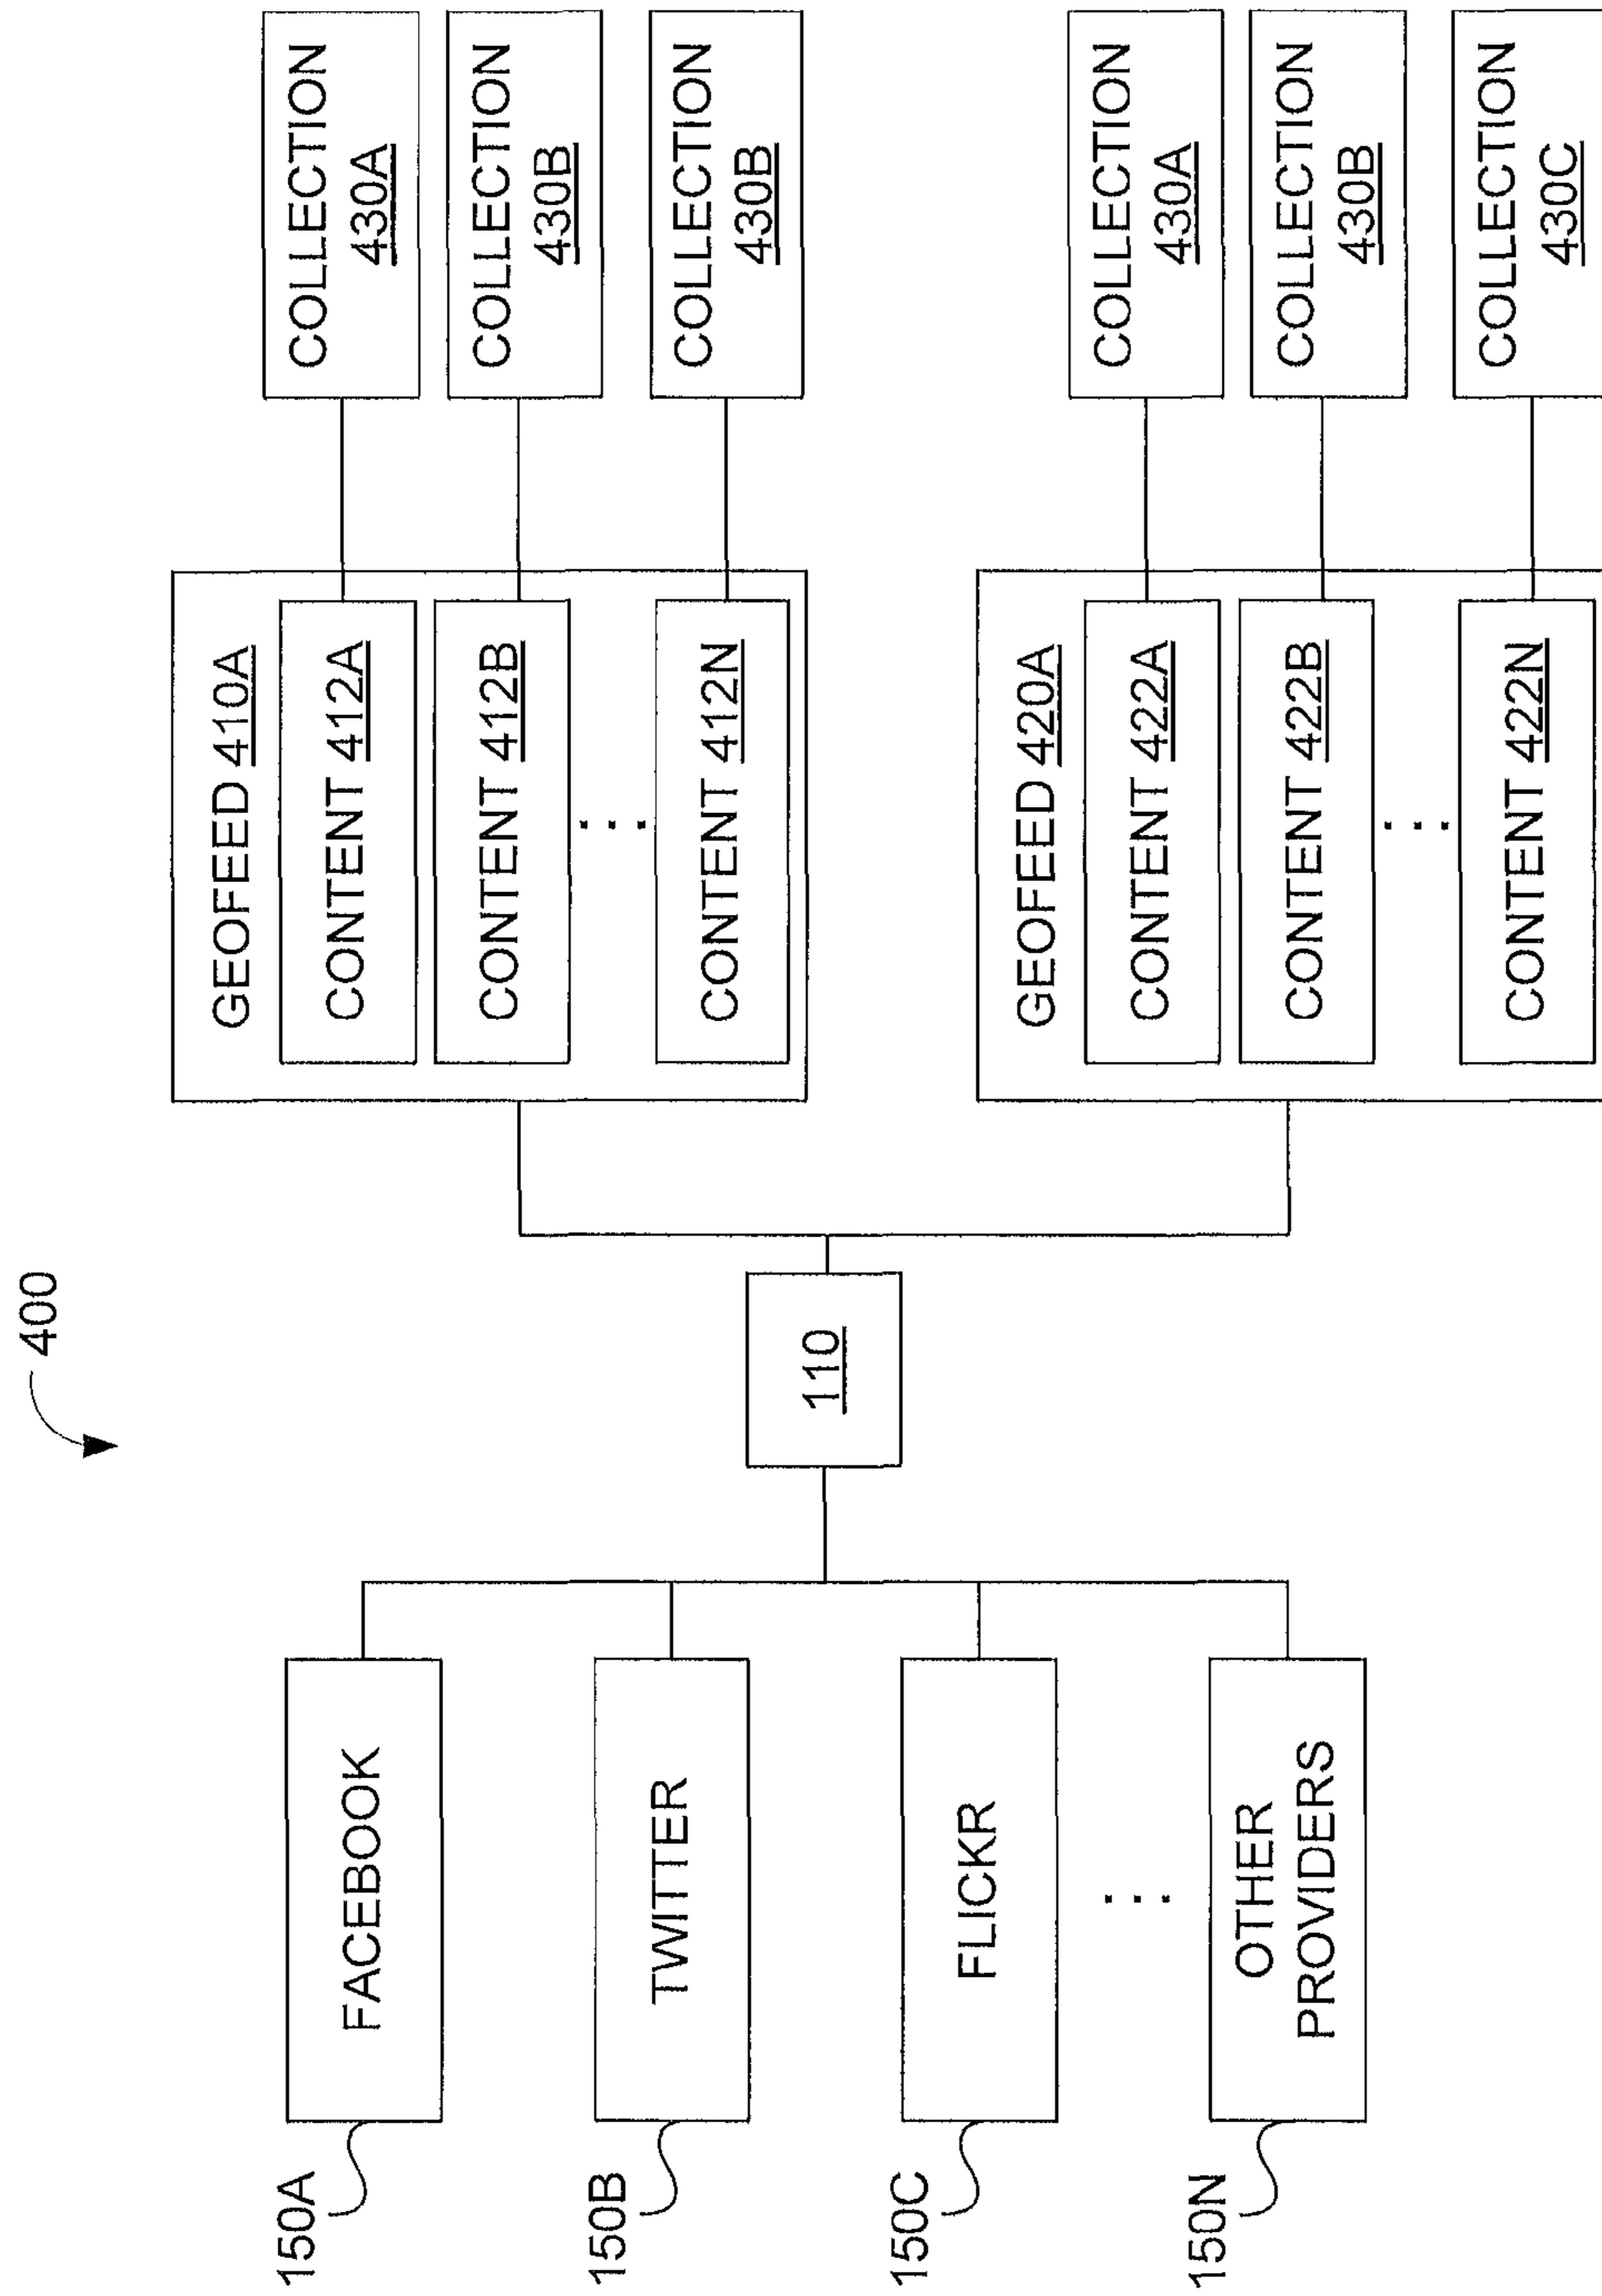 400
150A
FACEBOOK
150B
TWITTER
150C
FLICKR
150N
OTHER
PROVIDERS
110
GEOFEED 410A
CONTENT 412A
CONTENT 412B
CONTENT 412N
GEOFEED 420A
CONTENT 422A
CONTENT 422B
CONTENT 422N
COLLECTION
430A
COLLECTION
430B
COLLECTION
430B
COLLECTION
430A
COLLECTION
430B
COLLECTION
430C